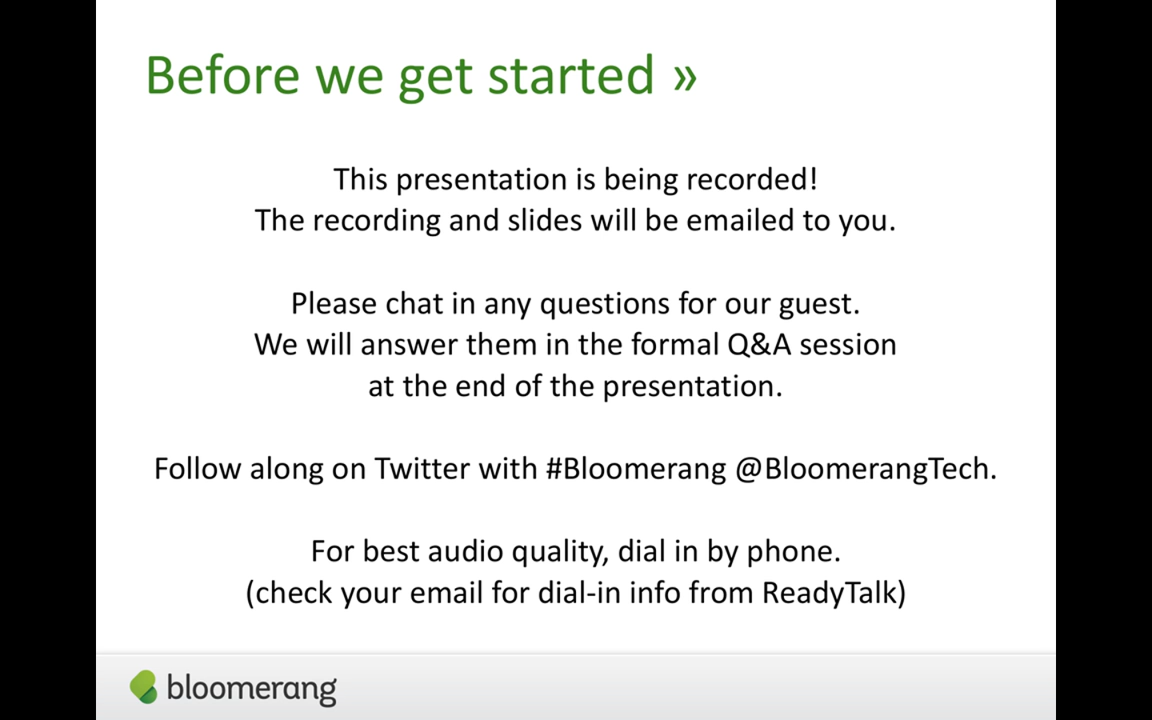 Before we get started »
This presentation is being recorded!
The recording and slides will be emailed to you.
Please chat in any questions for our guest.
We will answer them in the formal Q&A session
at the end of the presentation.
Follow along on Twitter with #Bloomerang @BloomerangTech.
For best audio quality, dial in by phone.
(check your email for dial-in info from ReadyTalk)
bloomerang